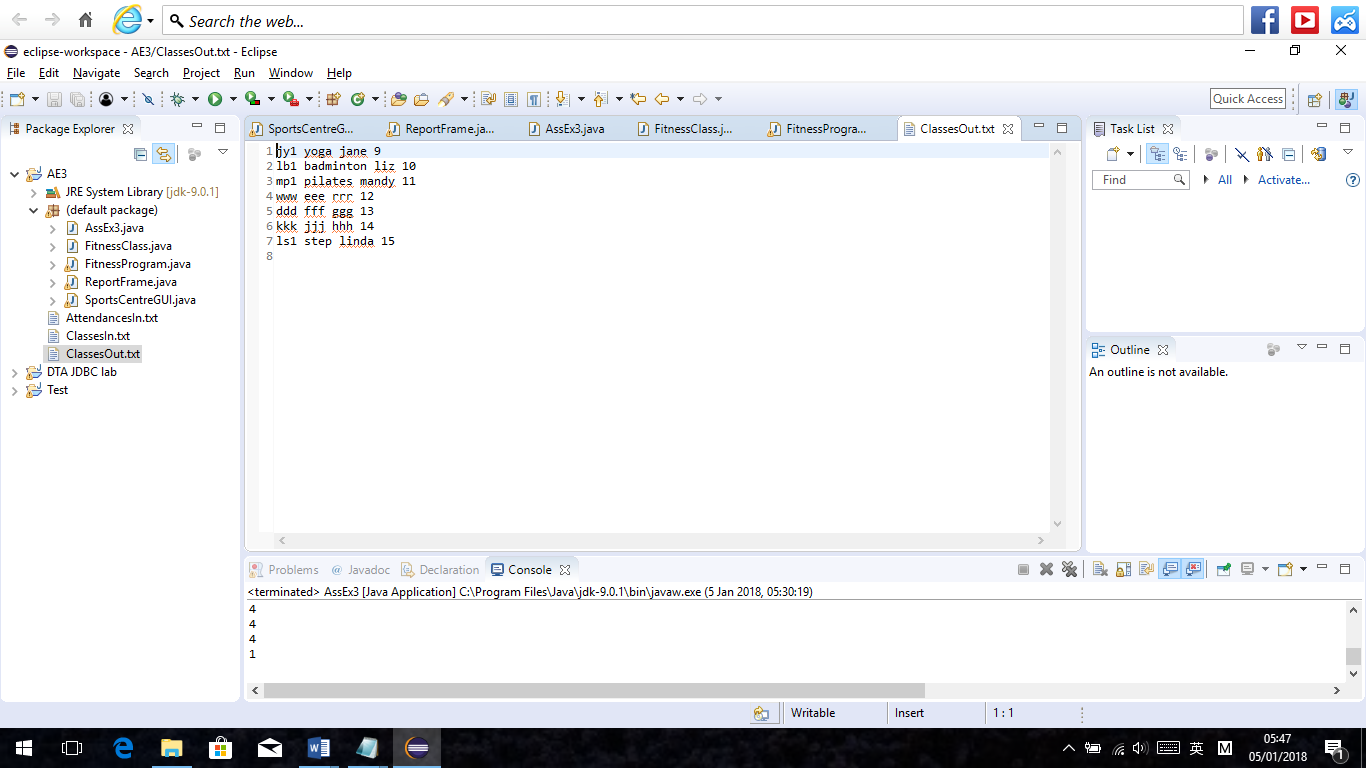 Search the web...
eclipse-workspace - AE3/ClassesOut.txt - Eclipse
File Edit Navigate Search Project Run Window Help
Quick Access
Package Explorer
AE3
JRE System Library [jdk-9.0.1]
(default package)
AssEx3.java
FitnessClass.java
FitnessProgram.java
ReportFrame.java
SportsCentreGUI.java
AttendancesIn.txt
ClassesIn.txt
ClassesOut.txt
DTA JDBC lab
Test
SportsCentreG... ReportFrame.ja... AssEx3.java FitnessClass.j... FitnessProgra... ClassesOut.txt
1 jy1 yoga jane 9
2 lb1 badminton liz 10
3 mp1 pilates mandy 11
4 www eee rrr 12
5 ddd fff ggg 13
6 kkk jjj hhh 14
7 ls1 step linda 15
8
Task List
Find All Activate...
Outline
An outline is not available.
Problems @ Javadoc Declaration Console
<terminated> AssEx3 [Java Application] C:\Program Files\Java\jdk-9.0.1\bin\javaw.exe (5 Jan 2018, 05:30:19)
4
4
4
1
Writable Insert 1 : 1
英 M
05:47
05/01/2018
1